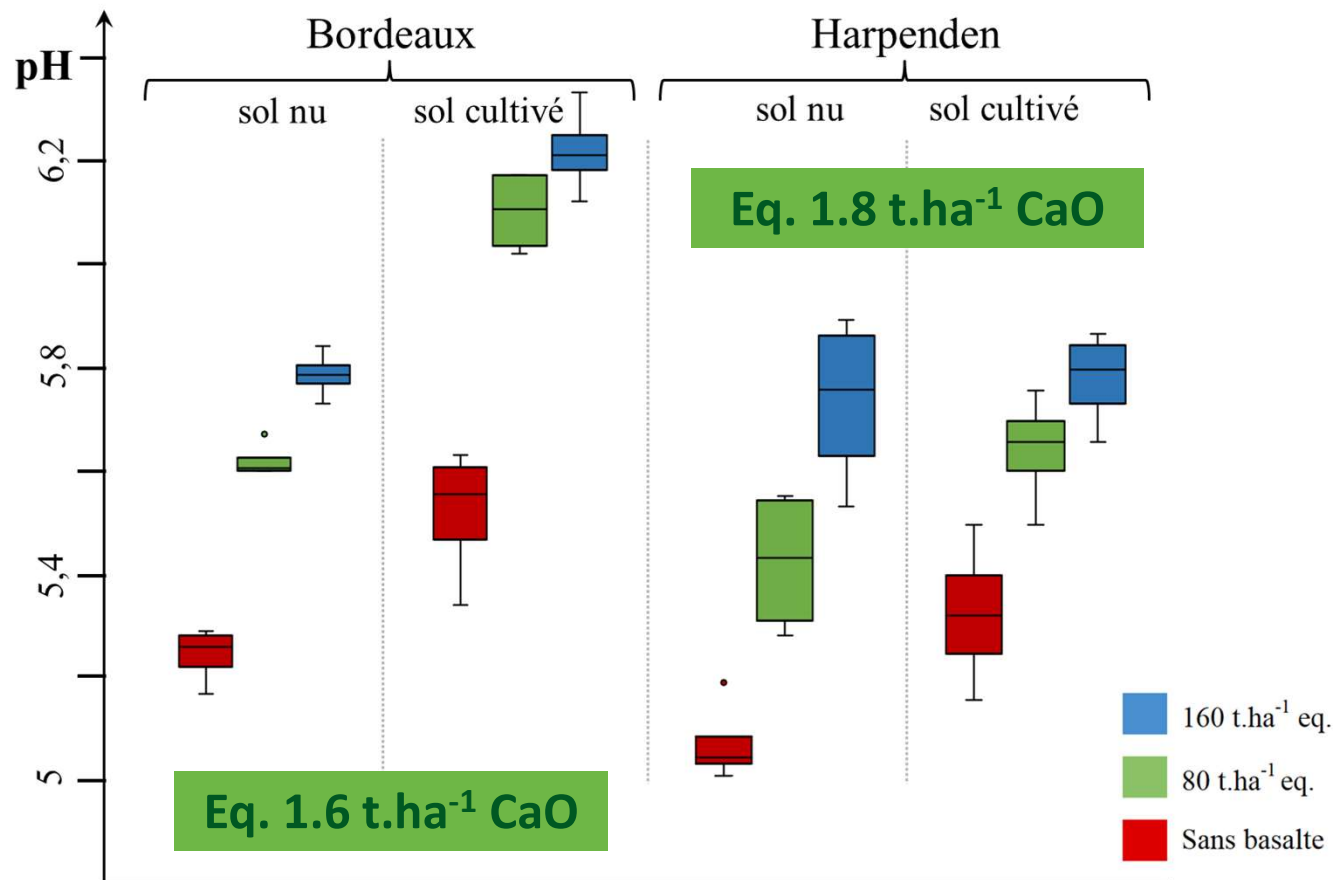 Bordeaux
Harpenden
pH
sol nu
sol cultivé
sol nu
sol cultivé
6,2
Eq. 1.8 t.ha⁻¹ CaO
5,8
5,4
5
Eq. 1.6 t.ha⁻¹ CaO
160 t.ha⁻¹ eq.
80 t.ha⁻¹ eq.
Sans basalte